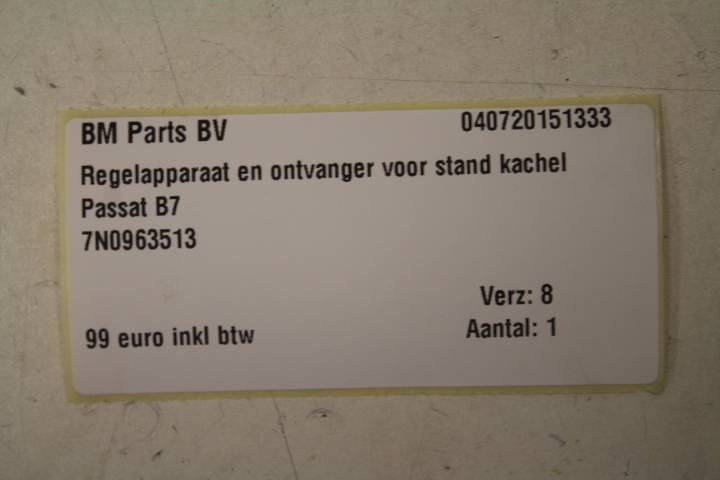 BM Parts BV 040720151333
Regelapparaat en ontvanger voor stand kachel
Passat B7
7N0963513
Verz: 8
99 euro inkl btw Aantal: 1